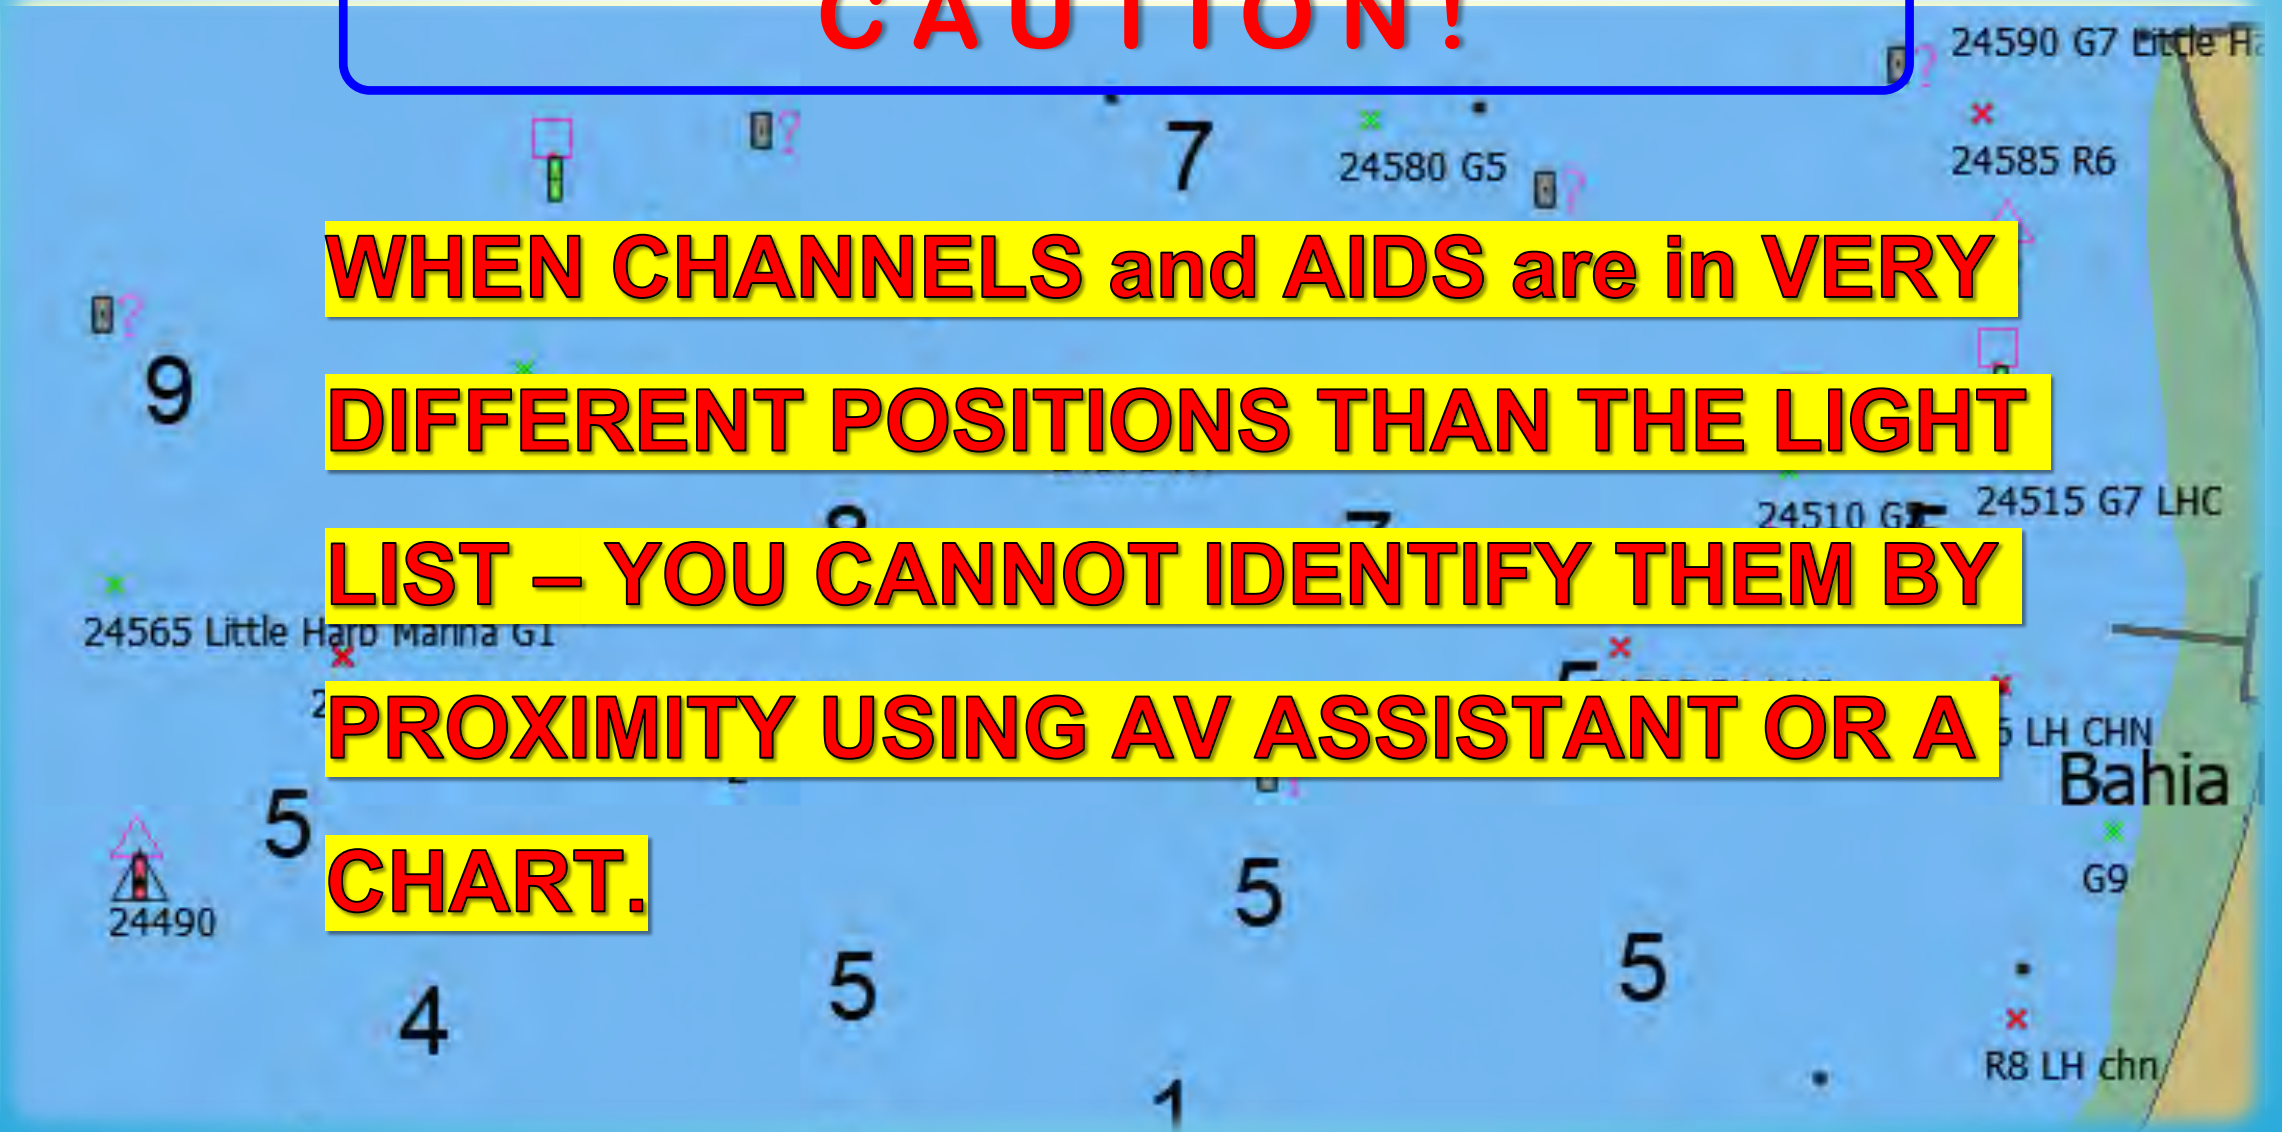 CAUTION!
24590 G7 Little
7
24580 G5
24585 R6
WHEN CHANNELS and AIDS are in VERY
9
DIFFERENT POSITIONS THAN THE LIGHT
24515 G7 LHC
24510
LIST – YOU CANNOT IDENTIFY THEM BY
24565 Little Harb Marina G1
PROXIMITY USING AV ASSISTANT OR A
LH CHN
Bahia
5
CHART.
G9
5
24490
5
5
4
R8 LH chn
1